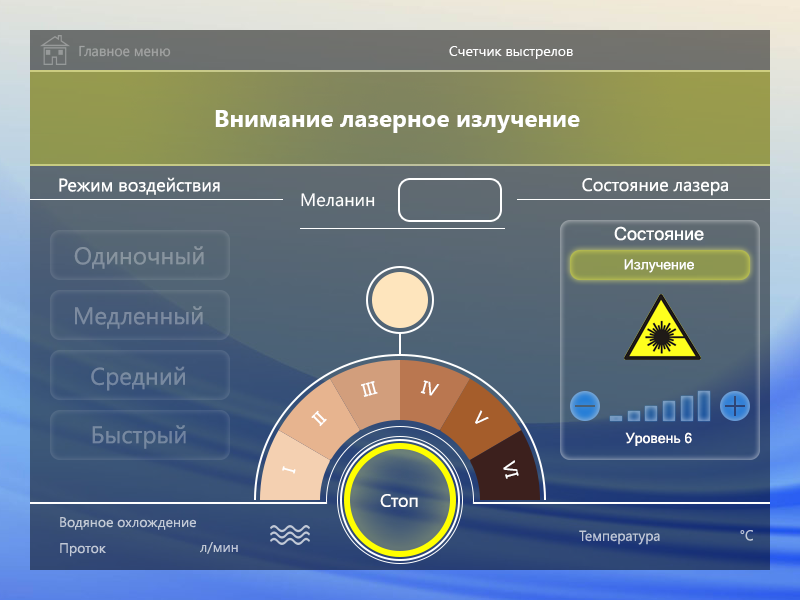 Главное меню
Счетчик выстрелов
Внимание лазерное излучение
Режим воздействия
Меланин
Состояние лазера
Одиночный
Медленный
Средний
Быстрый
I
II
III
IV
V
VI
Стоп
Состояние
Излучение
Уровень 6
Водяное охлаждение
Проток л/мин
Температура °C